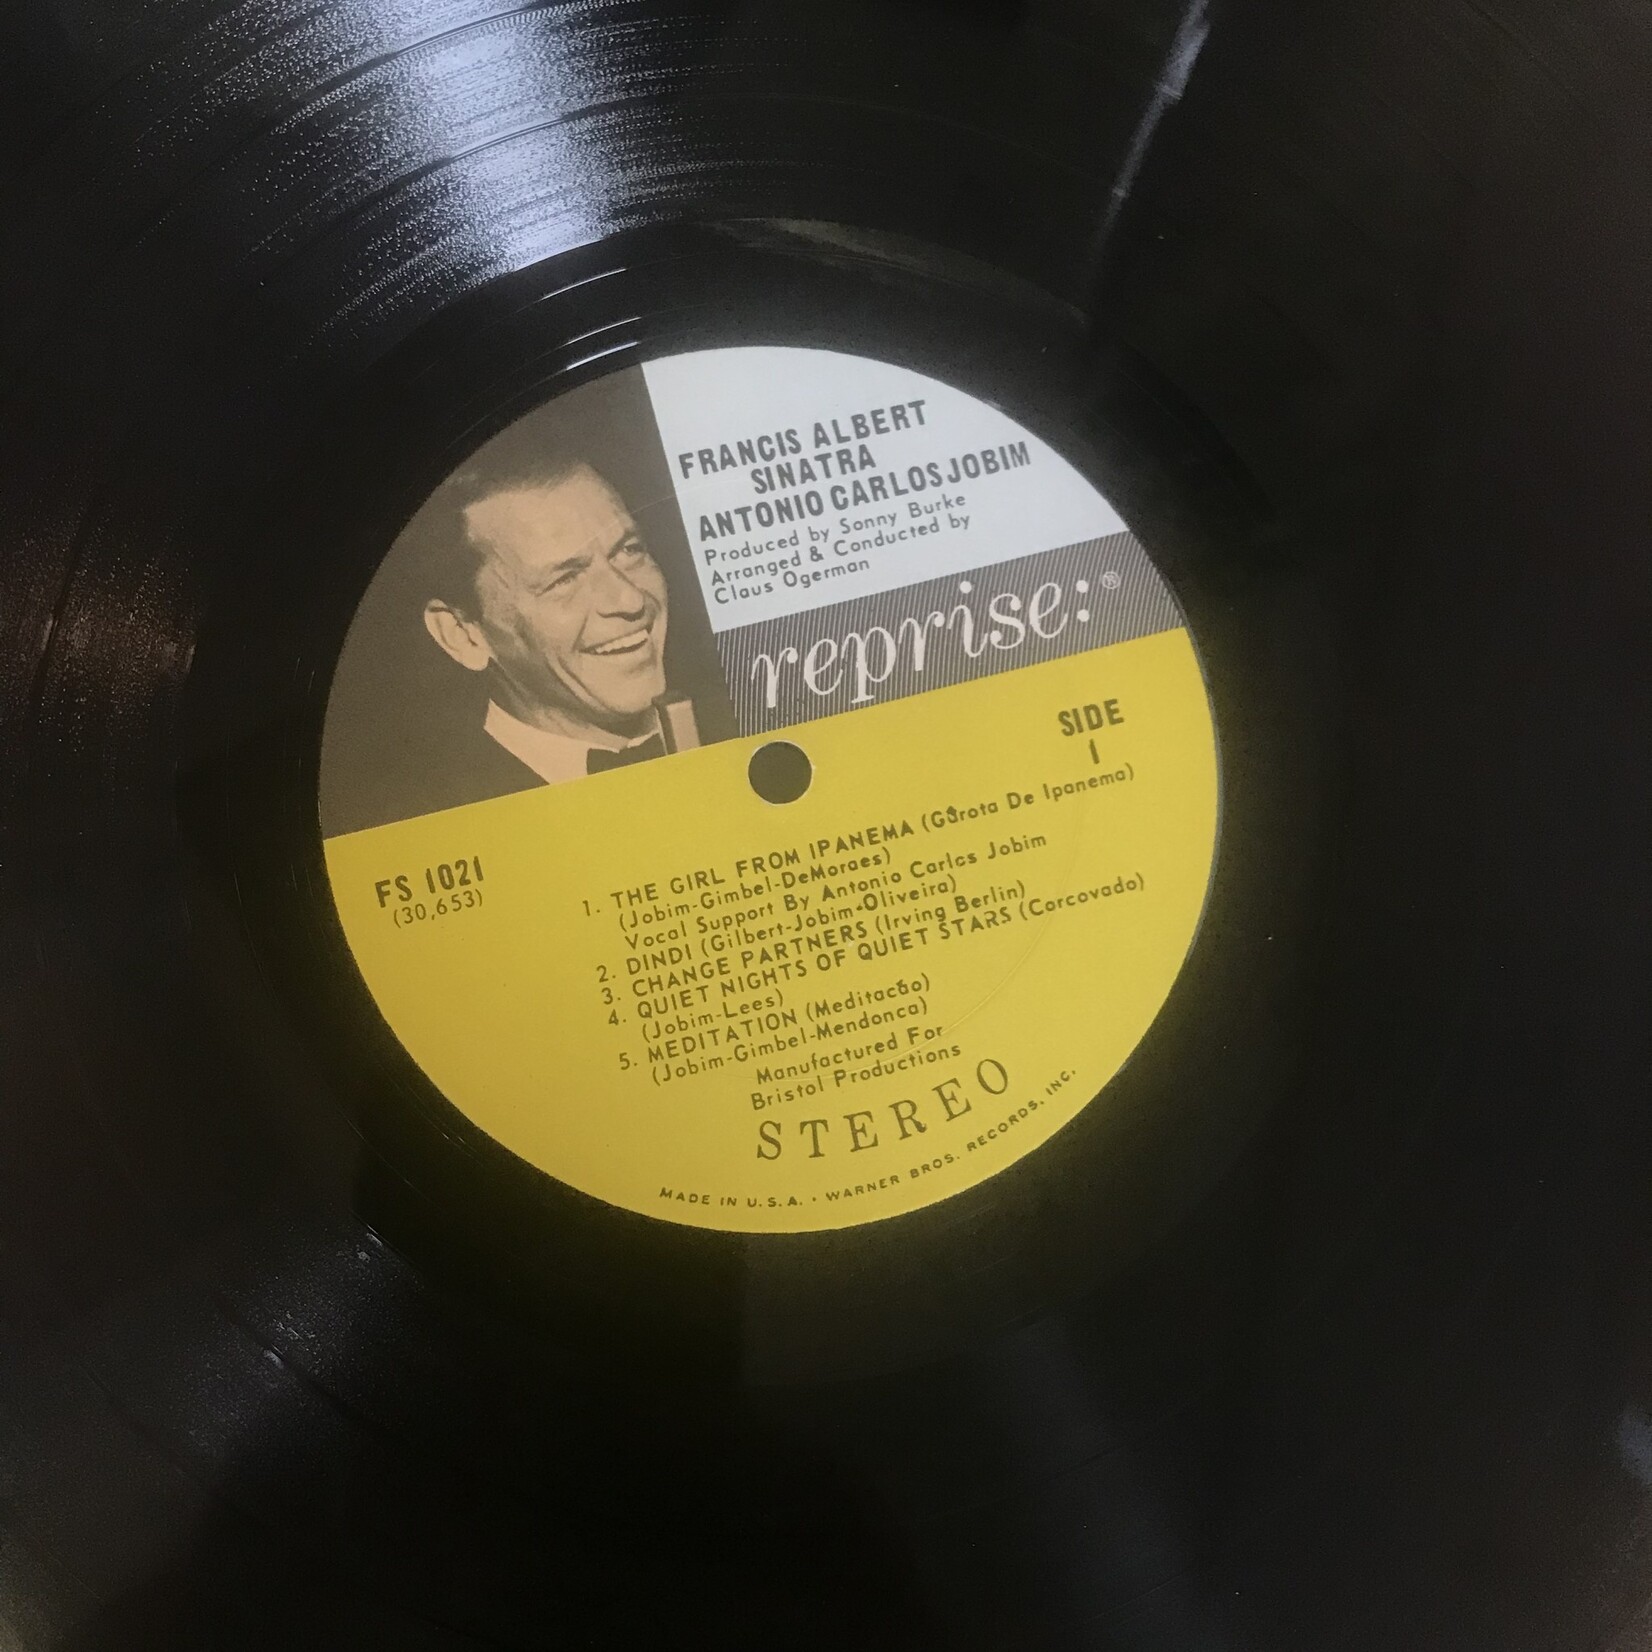 FRANCIS ALBERT
SINATRA
ANTONIO CARLOS JOBIM
Produced by Sonny Burke
Arranged & Conducted by
Claus Ogerman
reprise:®
SIDE
1
FS 1021
(30,653)
1. THE GIRL FROM IPANEMA (Garota De Ipanema)
(Jobim-Gimbel-DeMoraes)
Vocal Support By Antonio Carlos Jobim
2. DINDI (Gilbert-Jobim-Oliveira)
3. CHANGE PARTNERS (Irving Berlin)
4. QUIET NIGHTS OF QUIET STARS (Corcovado)
(Jobim-Lees)
5. MEDITATION (Meditacão)
(Jobim-Gimbel-Mendonca)
Manufactured For
Bristol Productions
STEREO
MADE IN U.S.A. • WARNER BROS. RECORDS, INC.